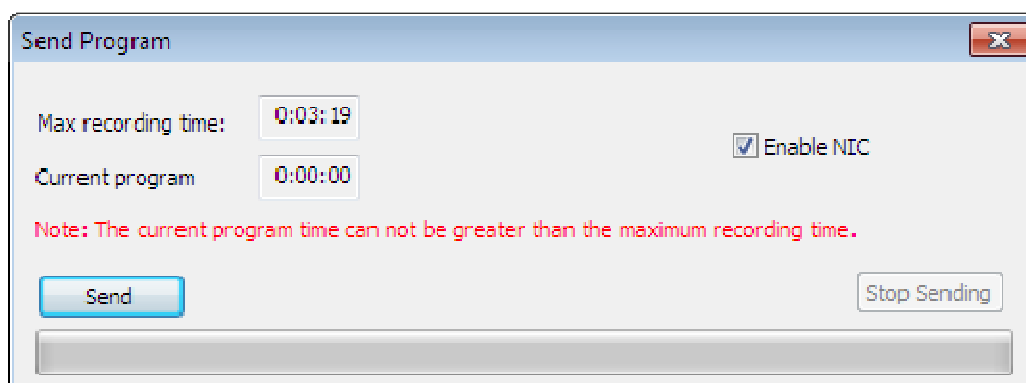 Send Program
Max recording time: 0:03:19
Enable NIC
Current program 0:00:00
Note: The current program time can not be greater than the maximum recording time.
Send Stop Sending